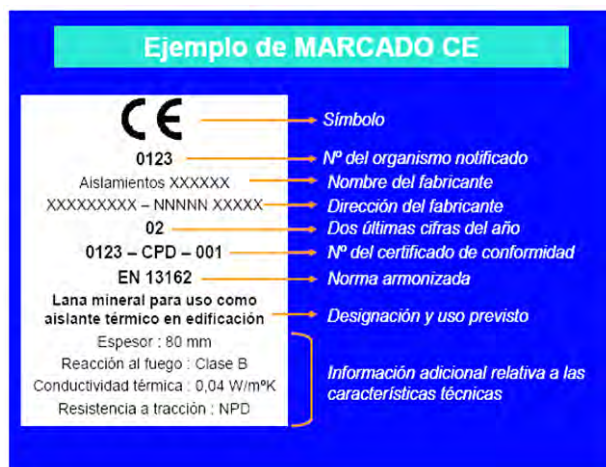 Ejemplo de MARCADO CE
CE
Símbolo
0123
Nº del organismo notificado
Aislamientos XXXXXX
Nombre del fabricante
XXXXXXXXX – NNNNN XXXXX
Dirección del fabricante
02
Dos últimas cifras del año
0123 – CPD – 001
Nº del certificado de conformidad
EN 13162
Norma armonizada
Lana mineral para uso como
aislante térmico en edificación
Designación y uso previsto
Espesor : 80 mm
Reacción al fuego : Clase B
Conductividad térmica : 0,04 W/mºK
Resistencia a tracción : NPD
Información adicional relativa a las
características técnicas